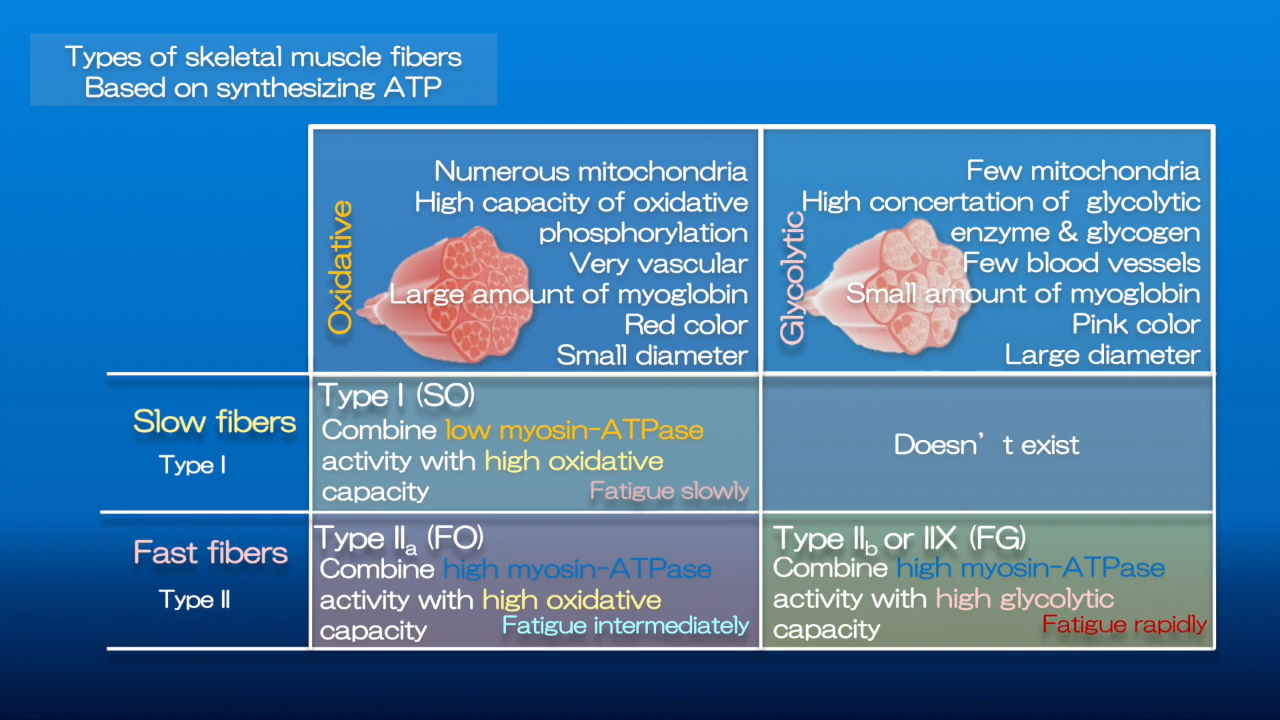 Types of skeletal muscle fibers
Based on synthesizing ATP
Oxidative
Numerous mitochondria
High capacity of oxidative
phosphorylation
Very vascular
Large amount of myoglobin
Red color
Small diameter
Glycolytic
Few mitochondria
High concertation of glycolytic
enzyme & glycogen
Few blood vessels
Small amount of myoglobin
Pink color
Large diameter
Slow fibers
Type I
Type I (SO)
Combine low myosin-ATPase
activity with high oxidative
capacity
Fatigue slowly
Doesn't exist
Fast fibers
Type II
Type IIa (FO)
Combine high myosin-ATPase
activity with high oxidative
capacity
Fatigue intermediately
Type IIb or IIX (FG)
Combine high myosin-ATPase
activity with high glycolytic
capacity
Fatigue rapidly